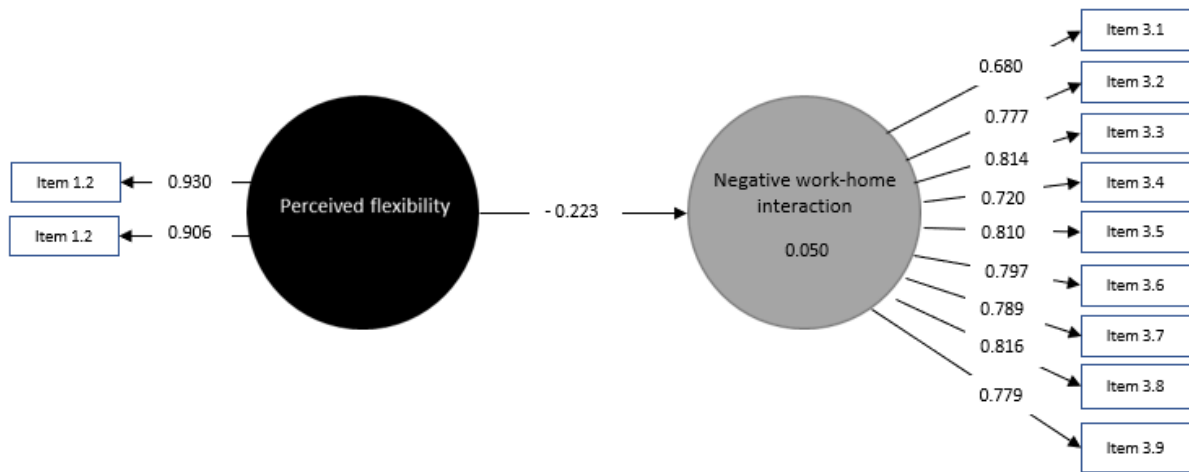 Item 3.1
0.680
Item 3.2
0.777
Item 3.3
0.814
Item 1.2
0.930
Perceived flexibility
- 0.223
Negative work-home
interaction
0.050
0.720
Item 3.4
Item 1.2
0.906
0.810
Item 3.5
0.797
Item 3.6
0.789
Item 3.7
0.816
Item 3.8
0.779
Item 3.9